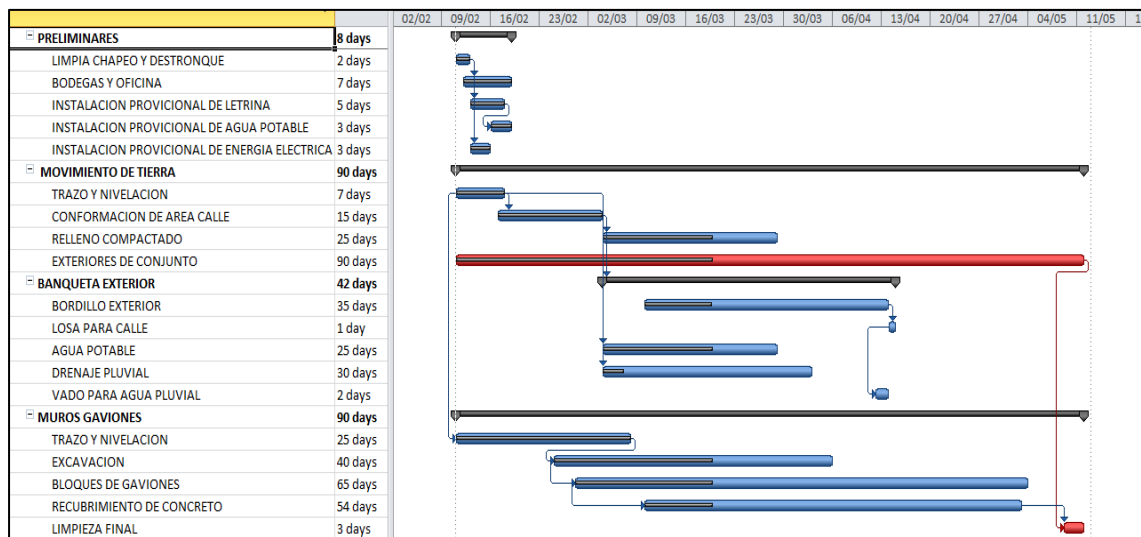 02/02 09/02 16/02 23/02 02/03 09/03 16/03 23/03 30/03 06/04 13/04 20/04 27/04 04/05 11/05 1
PRELIMINARES 8 days
LIMPIA CHAPEO Y DESTRONQUE 2 days
BODEGAS Y OFICINA 7 days
INSTALACION PROVICIONAL DE LETRINA 5 days
INSTALACION PROVICIONAL DE AGUA POTABLE 3 days
INSTALACION PROVICIONAL DE ENERGIA ELECTRICA 3 days
MOVIMIENTO DE TIERRA 90 days
TRAZO Y NIVELACION 7 days
CONFORMACION DE AREA CALLE 15 days
RELLENO COMPACTADO 25 days
EXTERIORES DE CONJUNTO 90 days
BANQUETA EXTERIOR 42 days
BORDILLO EXTERIOR 35 days
LOSA PARA CALLE 1 day
AGUA POTABLE 25 days
DRENAJE PLUVIAL 30 days
VADO PARA AGUA PLUVIAL 2 days
MUROS GAVIONES 90 days
TRAZO Y NIVELACION 25 days
EXCAVACION 40 days
BLOQUES DE GAVIONES 65 days
RECUBRIMIENTO DE CONCRETO 54 days
LIMPIEZA FINAL 3 days